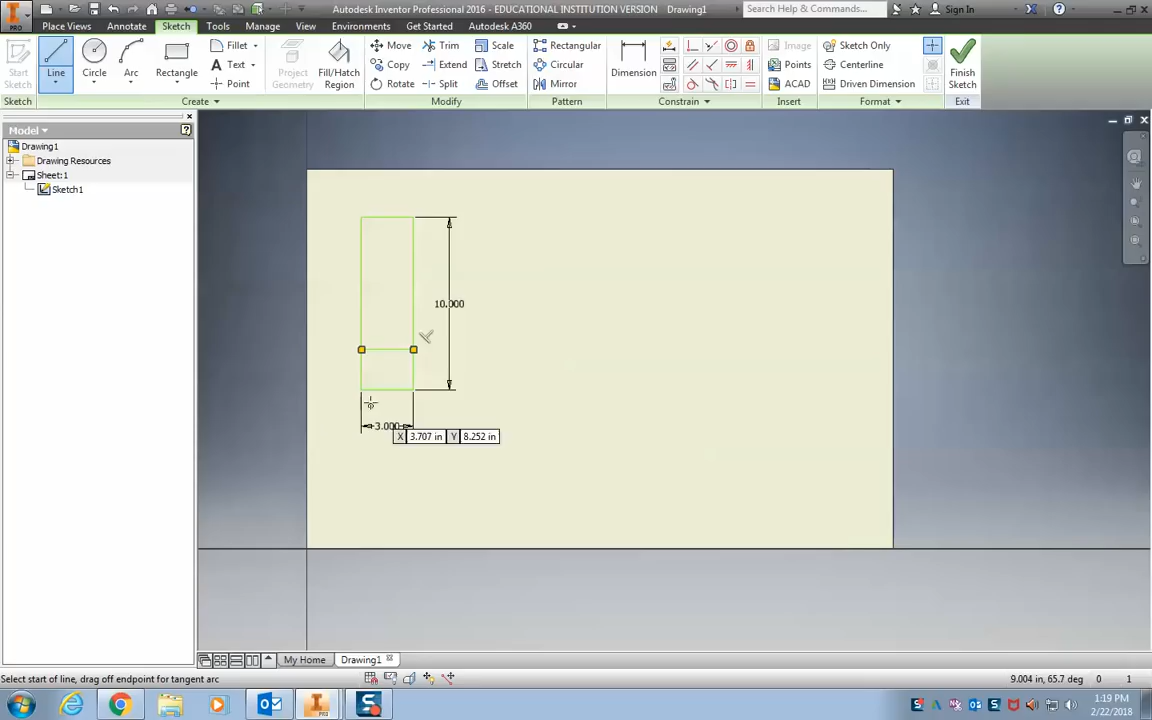 Autodesk Inventor Professional 2016 - EDUCATIONAL INSTITUTION VERSION Drawing1
Search Help & Commands...
Sign In
PRO
Place Views
Annotate
Sketch
Tools
Manage
View
Environments
Get Started
Autodesk A360
Start
Sketch
Line
Circle
Arc
Rectangle
Fillet
Text
Point
Project
Geometry
Fill/Hatch
Region
Move
Copy
Rotate
Trim
Extend
Split
Scale
Stretch
Offset
Rectangular
Circular
Mirror
Dimension
Image
Points
ACAD
Sketch Only
Centerline
Driven Dimension
Finish
Sketch
Sketch
Create
Modify
Pattern
Constrain
Insert
Format
Exit
Model
Drawing1
Drawing Resources
Sheet:1
Sketch1
10.000
3.000
X 3.707 in Y 8.252 in
My Home
Drawing1
Start of line, drag off endpoint for tangent arc
9.004 in, 65.7 deg 0 1
PRO
1:19 PM
2/22/2018